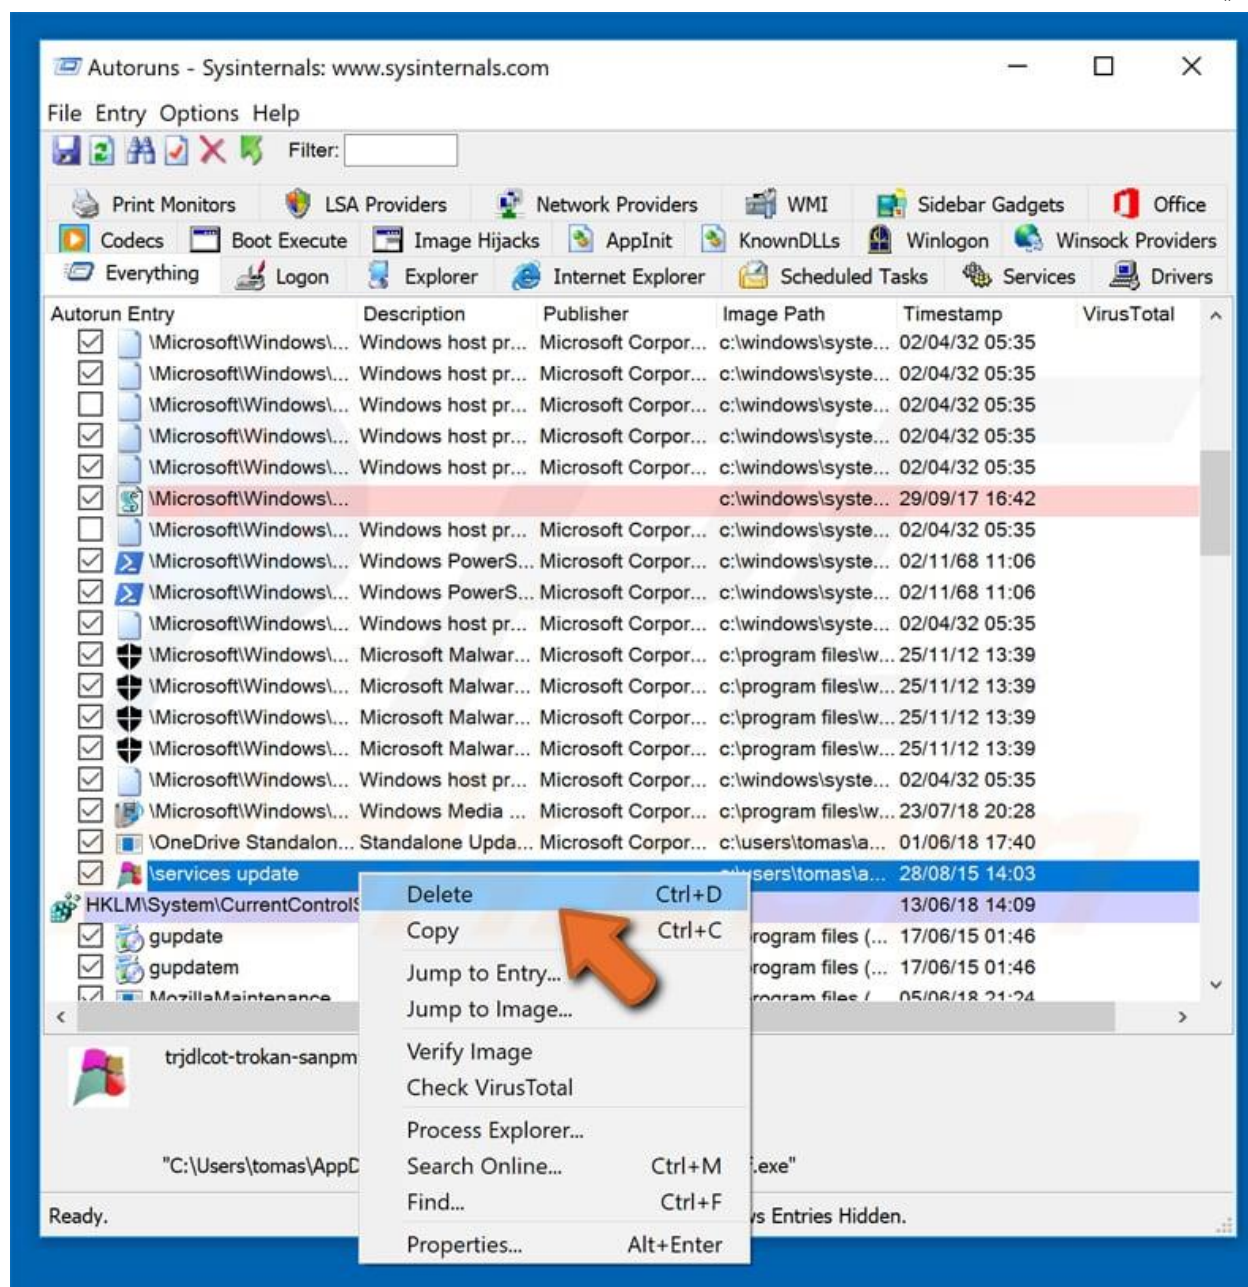 Autoruns - Sysinternals: www.sysinternals.com
File Entry Options Help
Filter:
Print Monitors LSA Providers Network Providers WMI Sidebar Gadgets Office
Codecs Boot Execute Image Hijacks AppInit KnownDLLs Winlogon Winsock Providers
Everything Logon Explorer Internet Explorer Scheduled Tasks Services Drivers
Autorun Entry Description Publisher Image Path Timestamp VirusTotal
\Microsoft\Windows\... Windows host pr... Microsoft Corpor... c:\windows\syste... 02/04/32 05:35
\Microsoft\Windows\... Windows host pr... Microsoft Corpor... c:\windows\syste... 02/04/32 05:35
\Microsoft\Windows\... Windows host pr... Microsoft Corpor... c:\windows\syste... 02/04/32 05:35
\Microsoft\Windows\... Windows host pr... Microsoft Corpor... c:\windows\syste... 02/04/32 05:35
\Microsoft\Windows\... Windows host pr... Microsoft Corpor... c:\windows\syste... 02/04/32 05:35
\Microsoft\Windows\... c:\windows\syste... 29/09/17 16:42
\Microsoft\Windows\... Windows host pr... Microsoft Corpor... c:\windows\syste... 02/04/32 05:35
\Microsoft\Windows\... Windows PowerS... Microsoft Corpor... c:\windows\syste... 02/11/68 11:06
\Microsoft\Windows\... Windows PowerS... Microsoft Corpor... c:\windows\syste... 02/11/68 11:06
\Microsoft\Windows\... Windows host pr... Microsoft Corpor... c:\windows\syste... 02/04/32 05:35
\Microsoft\Windows\... Microsoft Malwar... Microsoft Corpor... c:\program files\w... 25/11/12 13:39
\Microsoft\Windows\... Microsoft Malwar... Microsoft Corpor... c:\program files\w... 25/11/12 13:39
\Microsoft\Windows\... Microsoft Malwar... Microsoft Corpor... c:\program files\w... 25/11/12 13:39
\Microsoft\Windows\... Microsoft Malwar... Microsoft Corpor... c:\program files\w... 25/11/12 13:39
\Microsoft\Windows\... Windows host pr... Microsoft Corpor... c:\windows\syste... 02/04/32 05:35
\Microsoft\Windows\... Windows Media ... Microsoft Corpor... c:\program files\w... 23/07/18 20:28
\OneDrive Standalon... Standalone Upda... Microsoft Corpor... c:\users\tomas\a... 01/06/18 17:40
\services update c:\users\tomas\a... 28/08/15 14:03
HKLM\System\CurrentControlS 13/06/18 14:09
gupdate rogram files (... 17/06/15 01:46
gupdatem rogram files (... 17/06/15 01:46
MozillaMaintenance rogram files (... 05/06/18 21:24
Delete Ctrl+D
Copy Ctrl+C
Jump to Entry...
Jump to Image...
Verify Image
Check VirusTotal
Process Explorer...
Search Online... Ctrl+M
Find... Ctrl+F
Properties... Alt+Enter
trjdlcot-trokan-sanpm
"C:\Users\tomas\AppD .exe"
Ready. s Entries Hidden.